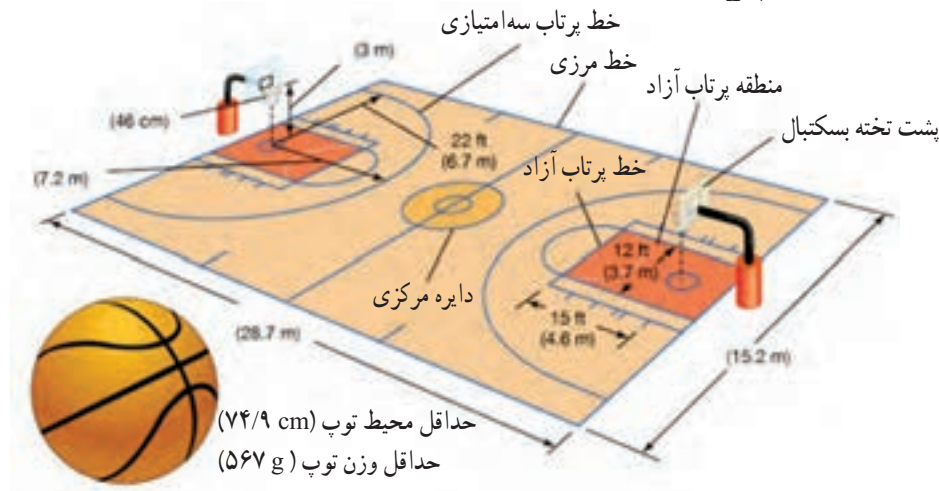 خط پرتاب سه‌امتیازی
(3 m)
خط مرزی
منطقه پرتاب آزاد
پشت تخته بسکتبال
(46 cm)
22 ft
(6.7 m)
خط پرتاب آزاد
(7.2 m)
12 ft
(3.7 m)
دایره مرکزی
15 ft
(4.6 m)
(28.7 m)
(15.2 m)
حداقل محیط توپ (۷۴/۹ cm)
حداقل وزن توپ (۵۶۷ g)